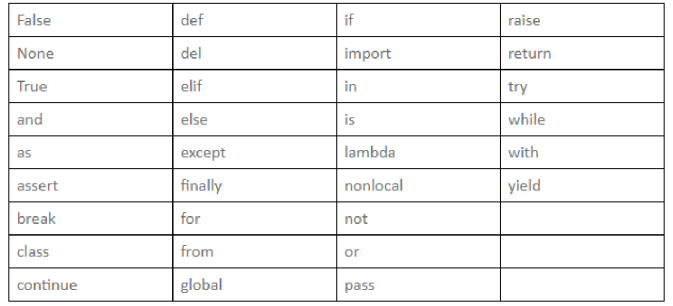 False def if raise
None del import return
True elif in try
and else is while
as except lambda with
assert finally nonlocal yield
break for not
class from or
continue global pass